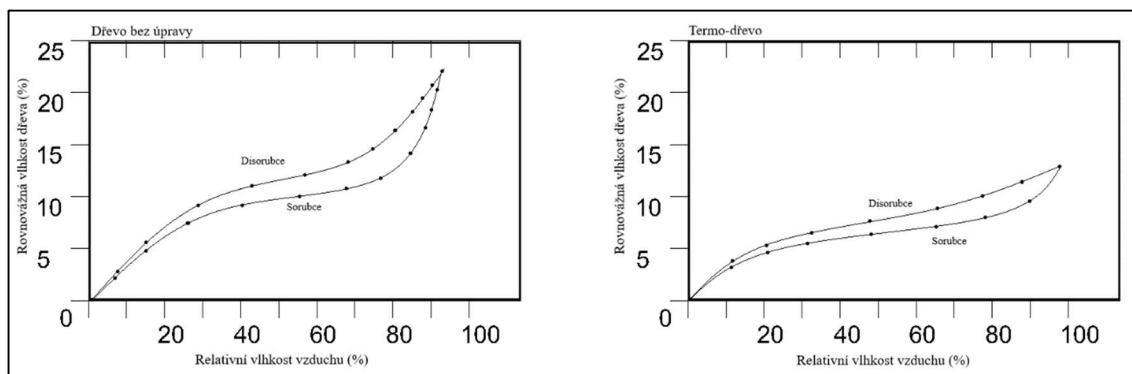 Dřevo bez úpravy
25
20
15
10
5
0
Rovnovážná vlhkost dřeva (%)
Disorubce
Sorubce
20 40 60 80 100
Relativní vlhkost vzduchu (%)
Termo-dřevo
25
20
15
10
5
0
Rovnovážná vlhkost dřeva (%)
Disorubce
Sorubce
20 40 60 80 100
Relativní vlhkost vzduchu (%)